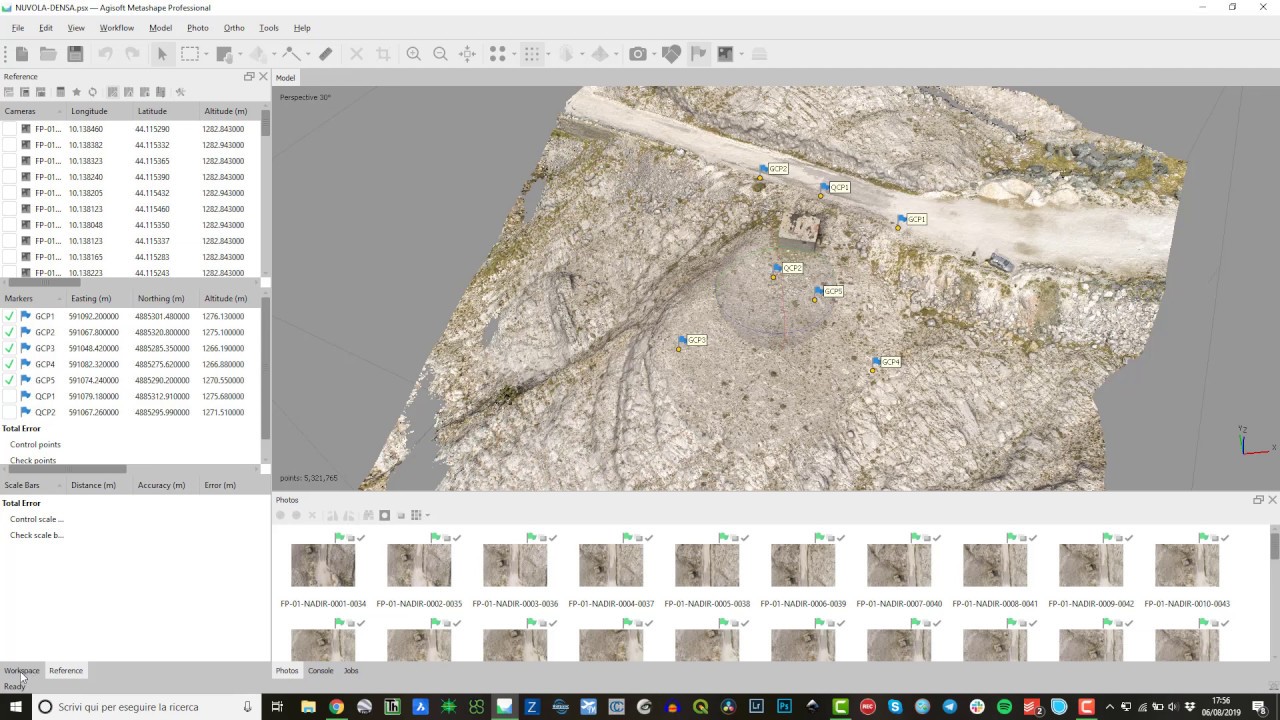 NUVOLA-DENSA.psx — Agisoft Metashape Professional
File Edit View Workflow Model Photo Ortho Tools Help
Reference
Cameras Longitude Latitude Altitude (m)
FP-01... 10.138460 44.115290 1282.843000
FP-01... 10.138382 44.115332 1282.943000
FP-01... 10.138323 44.115365 1282.843000
FP-01... 10.138240 44.115390 1282.843000
FP-01... 10.138205 44.115432 1282.943000
FP-01... 10.138123 44.115460 1282.843000
FP-01... 10.138048 44.115350 1282.943000
FP-01... 10.138123 44.115337 1282.843000
FP-01... 10.138165 44.115283 1282.843000
FP-01... 10.138223 44.115243 1282.843000
Markers Easting (m) Northing (m) Altitude (m)
GCP1 591092.200000 4885301.480000 1276.130000
GCP2 591067.800000 4885320.800000 1275.100000
GCP3 591048.420000 4885285.350000 1266.190000
GCP4 591082.320000 4885275.620000 1266.880000
GCP5 591074.240000 4885290.200000 1270.550000
QCP1 591079.180000 4885312.910000 1275.680000
QCP2 591067.260000 4885295.990000 1271.510000
Total Error
Control points
Check points
Scale Bars Distance (m) Accuracy (m) Error (m)
Total Error
Control scale ...
Check scale b...
Workspace Reference
Ready
Model
Perspective 30°
GCP2
QCP1
GCP1
QCP2
GCP5
GCP3
GCP4
Y Z
X
points: 5,321,765
Photos
FP-01-NADIR-0001-0034 FP-01-NADIR-0002-0035 FP-01-NADIR-0003-0036 FP-01-NADIR-0004-0037 FP-01-NADIR-0005-0038 FP-01-NADIR-0006-0039 FP-01-NADIR-0007-0040 FP-01-NADIR-0008-0041 FP-01-NADIR-0009-0042 FP-01-NADIR-0010-0043
Photos Console Jobs
Scrivi qui per eseguire la ricerca
17:56
06/08/2019